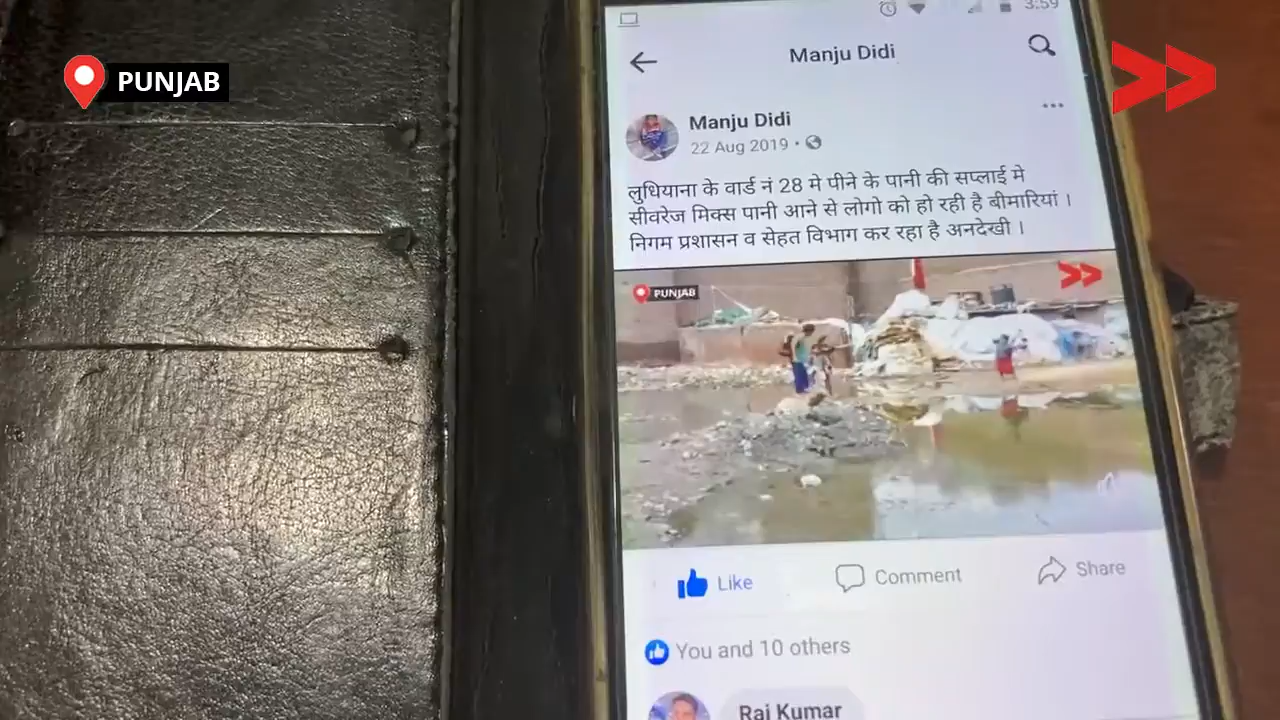 PUNJAB
3:59
Manju Didi
Manju Didi
22 Aug 2019
लुधियाना के वार्ड नं 28 मे पीने के पानी की सप्लाई मे
सीवरेज मिक्स पानी आने से लोगो को हो रही है बीमारियां ।
निगम प्रशासन व सेहत विभाग कर रहा है अनदेखी ।
PUNJAB
Like
Comment
Share
You and 10 others
Raj Kumar